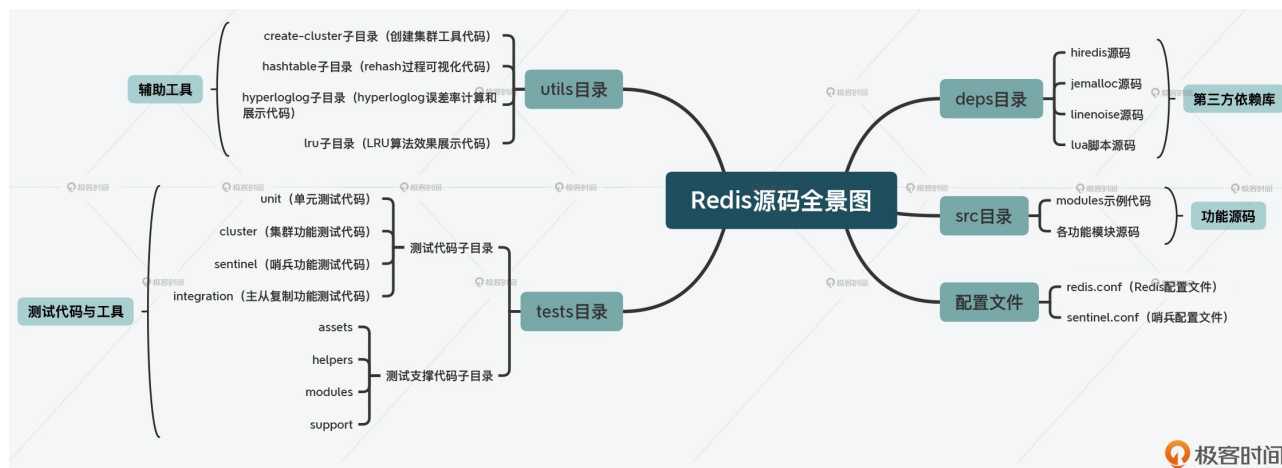 Redis源码全景图
utils目录
create-cluster子目录（创建集群工具代码）
hashtable子目录（rehash过程可视化代码）
hyperloglog子目录（hyperloglog误差率计算和
展示代码）
lru子目录（LRU算法效果展示代码）
辅助工具
tests目录
测试代码子目录
unit（单元测试代码）
cluster（集群功能测试代码）
sentinel（哨兵功能测试代码）
integration（主从复制功能测试代码）
测试支撑代码子目录
assets
helpers
modules
support
测试代码与工具
deps目录
hiredis源码
jemalloc源码
linenoise源码
lua脚本源码
第三方依赖库
src目录
modules示例代码
各功能模块源码
功能源码
配置文件
redis.conf（Redis配置文件）
sentinel.conf（哨兵配置文件）
极客时间